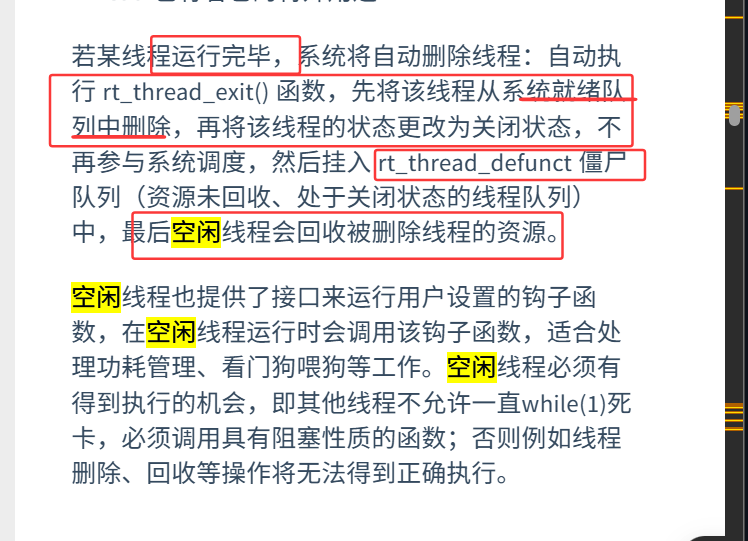 若某线程运行完毕，系统将自动删除线程：自动执
行 rt_thread_exit() 函数，先将该线程从系统就绪队
列中删除，再将该线程的状态更改为关闭状态，不
再参与系统调度，然后挂入 rt_thread_defunct 僵尸
队列（资源未回收、处于关闭状态的线程队列）
中，最后空闲线程会回收被删除线程的资源。
空闲线程也提供了接口来运行用户设置的钩子函
数，在空闲线程运行时会调用该钩子函数，适合处
理功耗管理、看门狗喂狗等工作。空闲线程必须有
得到执行的机会，即其他线程不允许一直while(1)死
卡，必须调用具有阻塞性质的函数；否则例如线程
删除、回收等操作将无法得到正确执行。